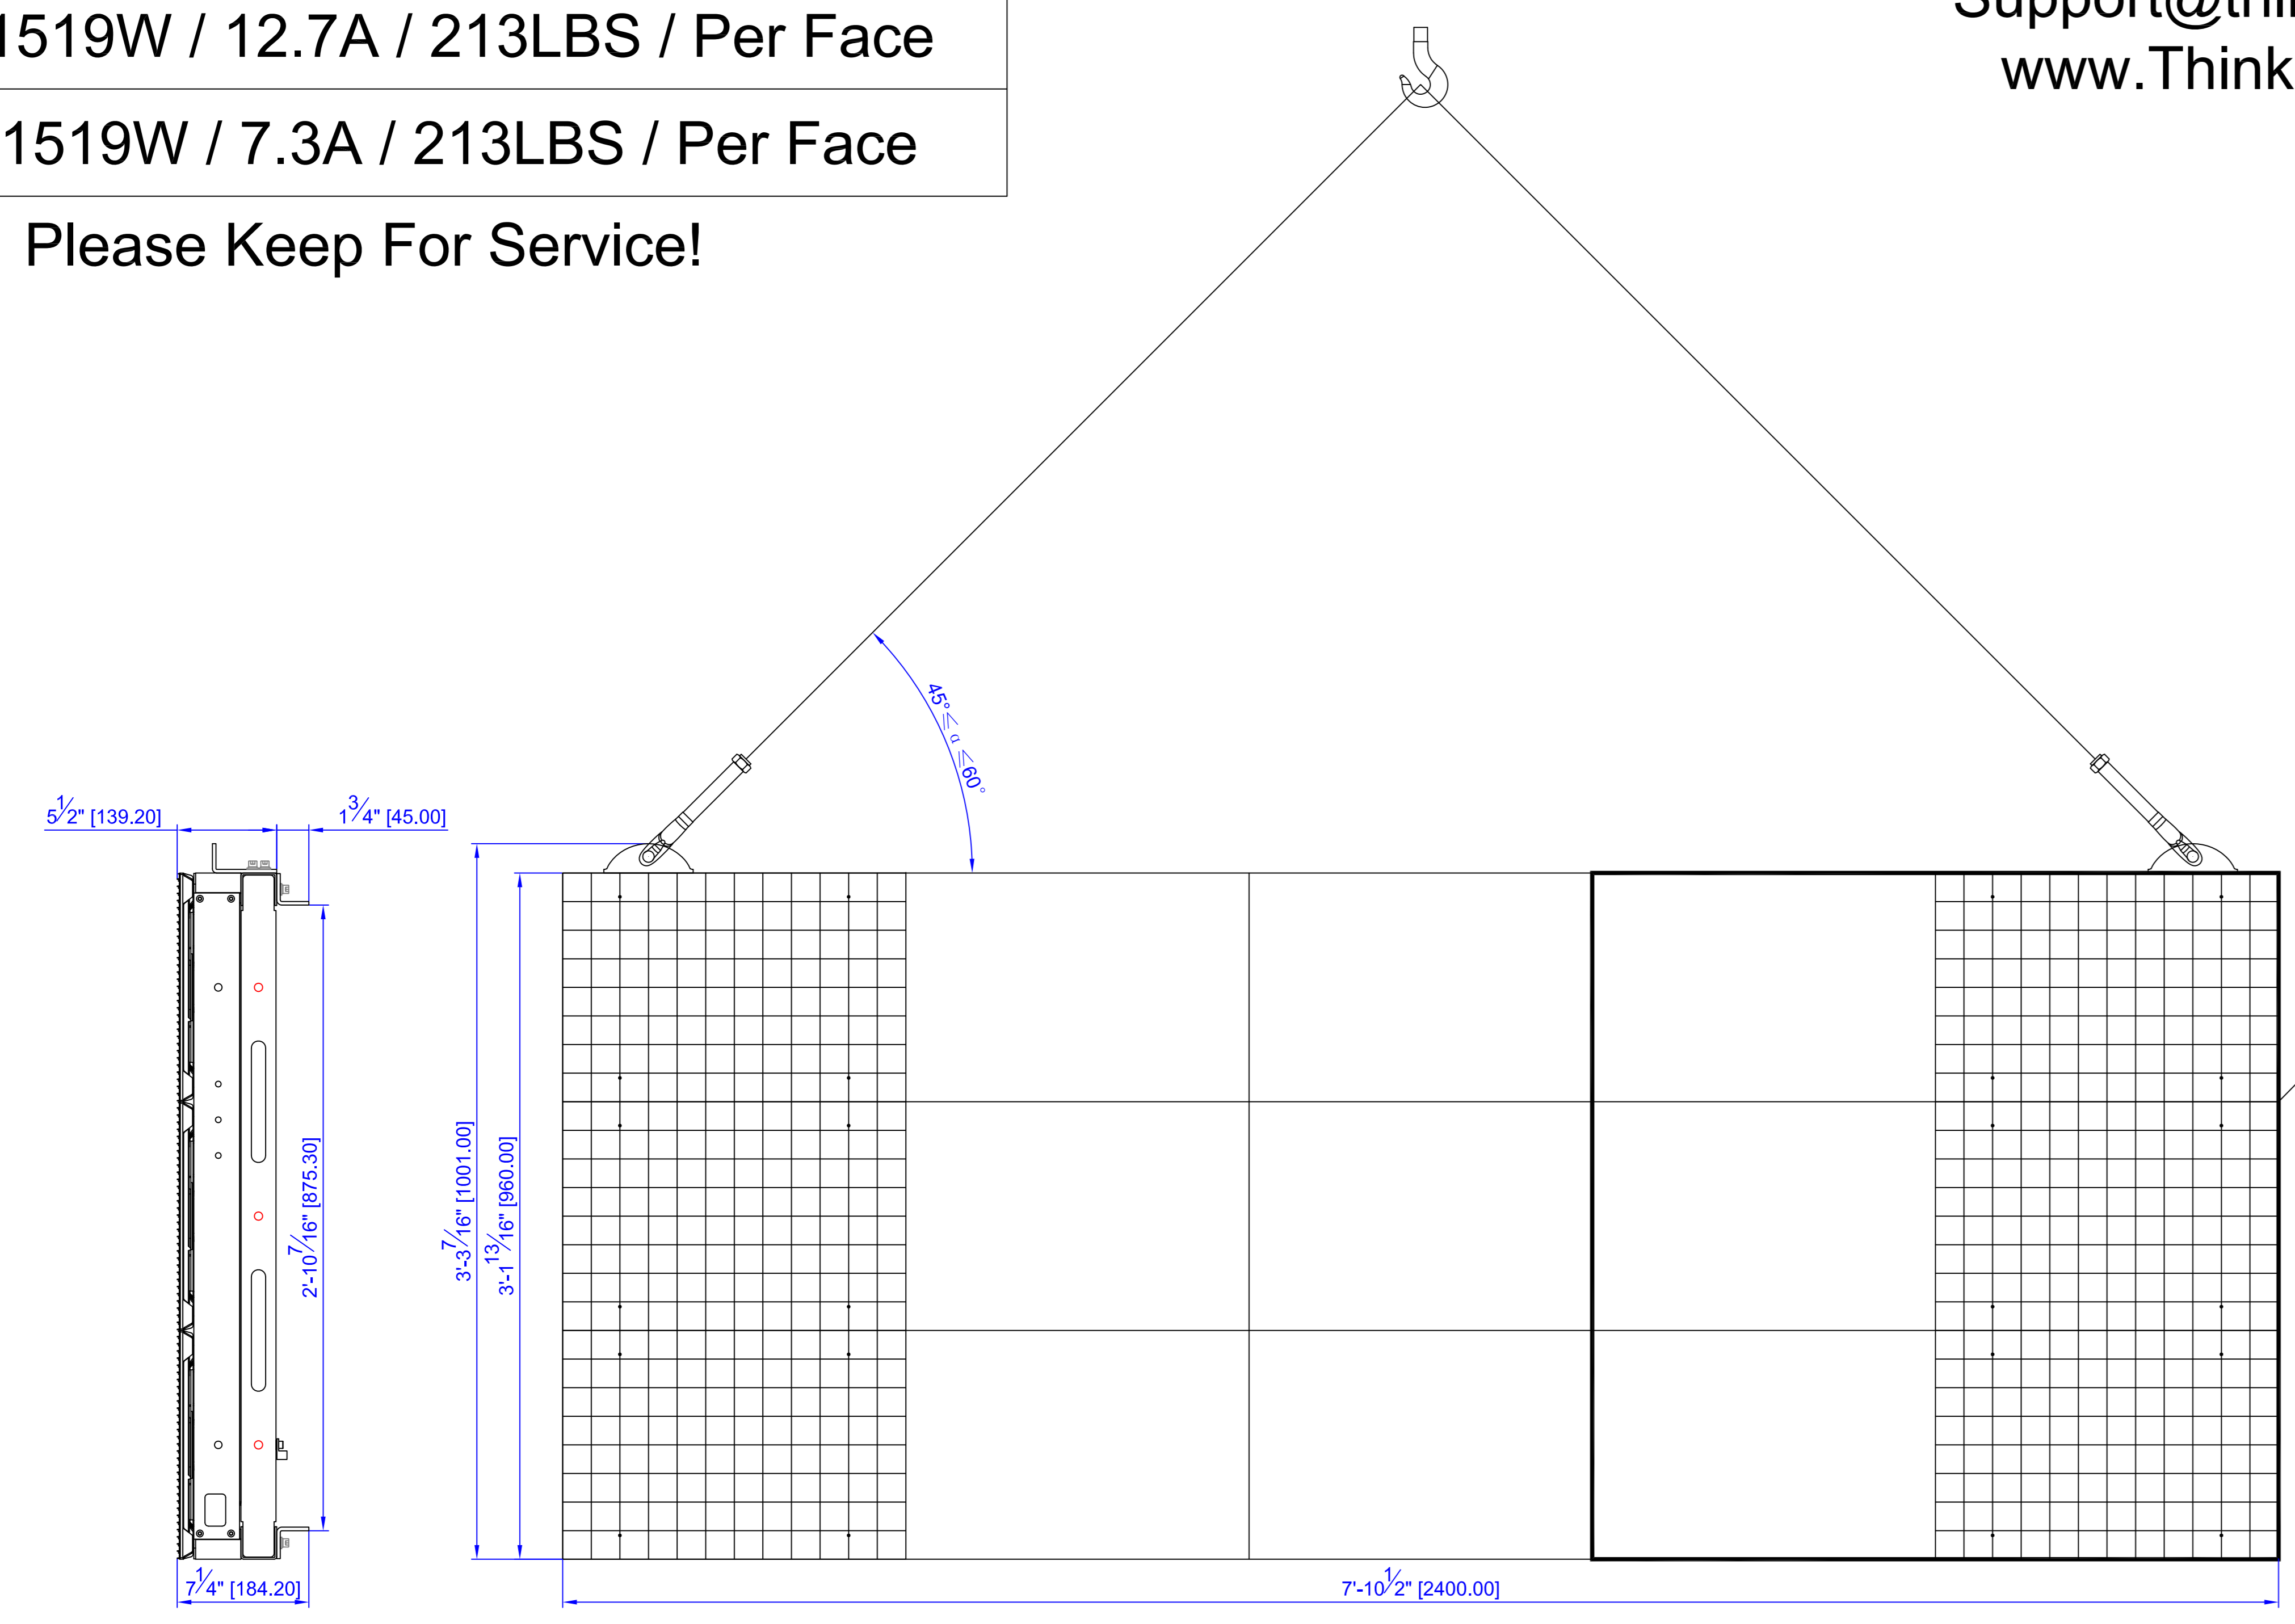 1519W / 12.7A / 213LBS / Per Face
1519W / 7.3A / 213LBS / Per Face
Please Keep For Service!
www.Think
45°≤ α ≤60°
5 1/2" [139.20]
1 3/4" [45.00]
2'-10 7/16" [875.30]
3'-3 7/16" [1001.00]
3'-1 13/16" [960.00]
7 1/4" [184.20]
7'-10 1/2" [2400.00]